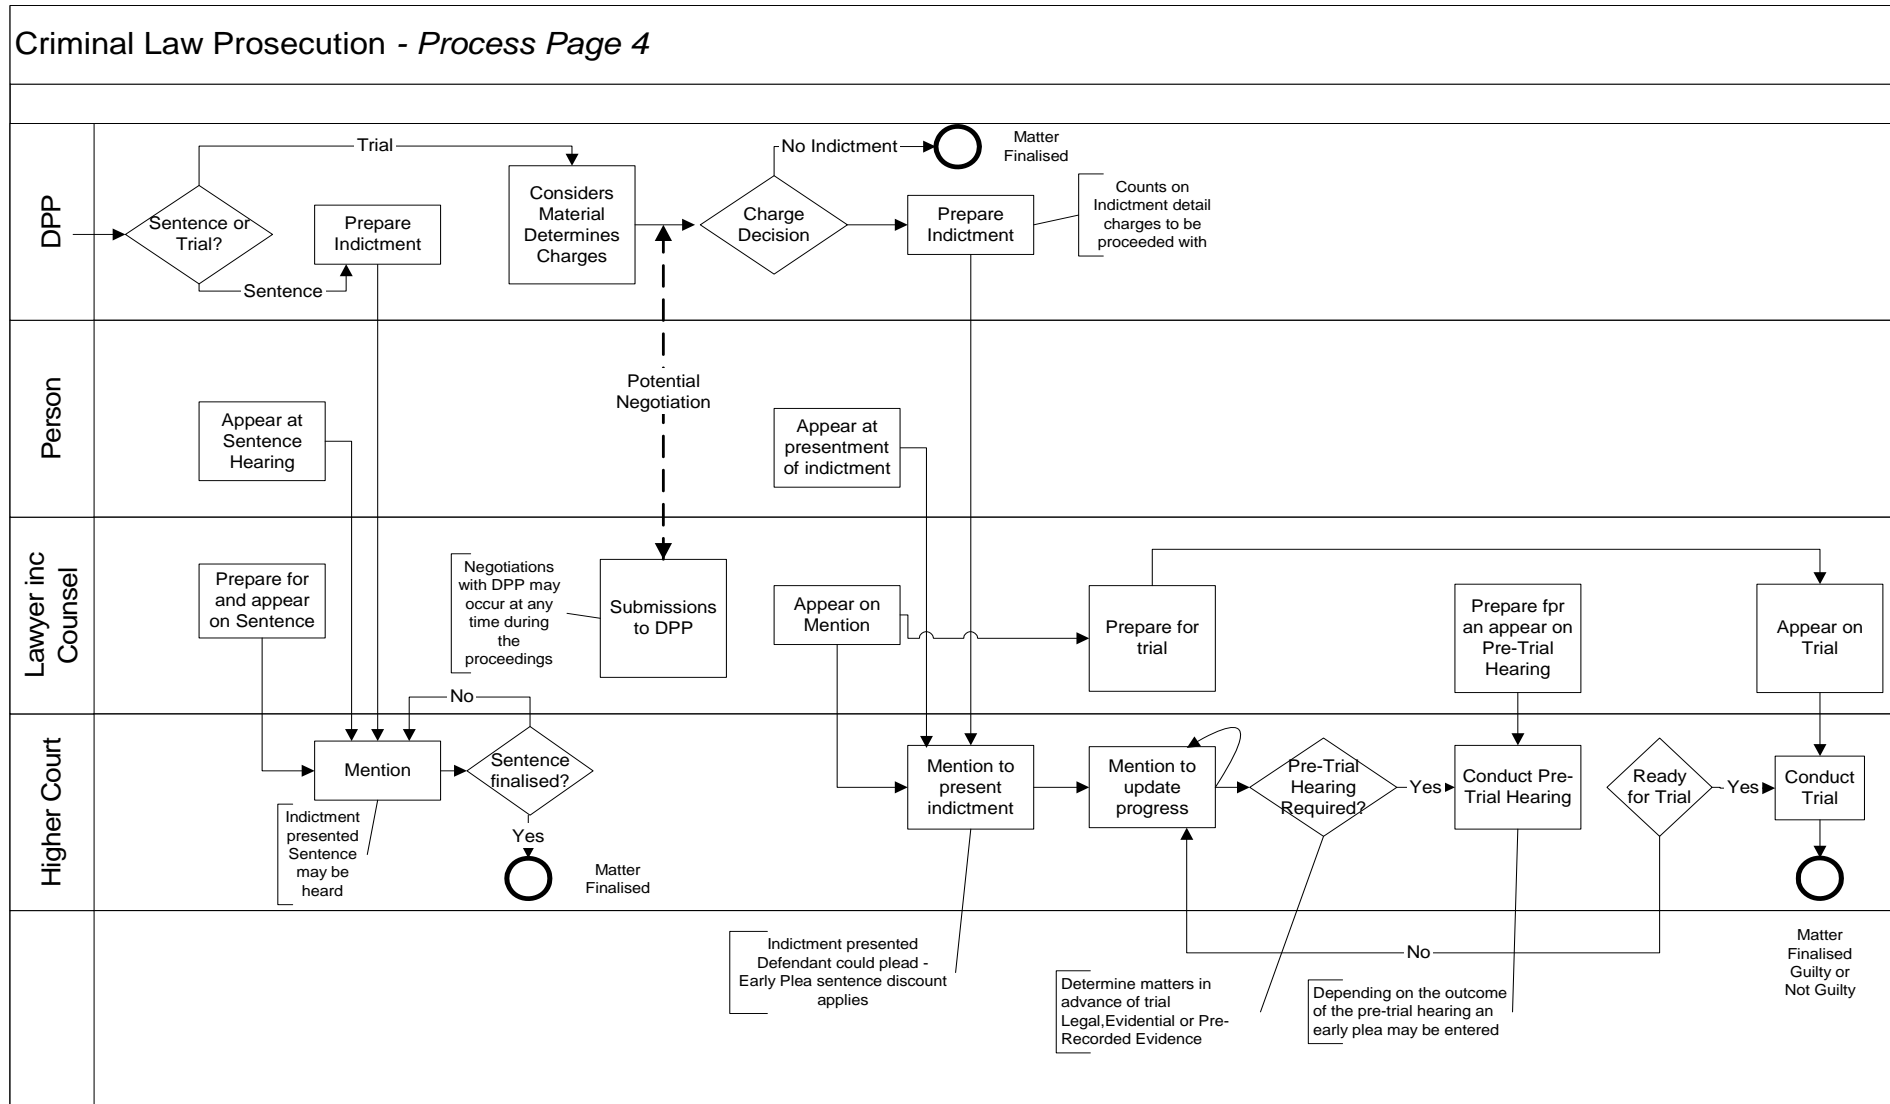 Criminal Law Prosecution - Process Page 4
DPP
Trial
Sentence or
Trial?
Sentence
Prepare
Indictment
Considers
Material
Determines
Charges
No Indictment
Matter
Finalised
Charge
Decision
Prepare
Indictment
Counts on
Indictment detail
charges to be
proceeded with
Person
Appear at
Sentence
Hearing
Potential
Negotiation
Appear at
presentment
of indictment
Lawyer inc
Counsel
Prepare for
and appear
on Sentence
Negotiations
with DPP may
occur at any
time during
the
proceedings
Submissions
to DPP
Appear on
Mention
Prepare for
trial
Prepare fpr
an appear on
Pre-Trial
Hearing
Appear on
Trial
Higher Court
No
Mention
Sentence
finalised?
Yes
Indictment
presented
Sentence
may be
heard
Matter
Finalised
Mention to
present
indictment
Mention to
update
progress
Pre-Trial
Hearing
Required?
Yes
Conduct Pre-
Trial Hearing
Ready
for Trial
Yes
Conduct
Trial
Indictment presented
Defendant could plead -
Early Plea sentence discount
applies
Determine matters in
advance of trial
Legal,Evidential or Pre-
Recorded Evidence
No
Depending on the outcome
of the pre-trial hearing an
early plea may be entered
Matter
Finalised
Guilty or
Not Guilty